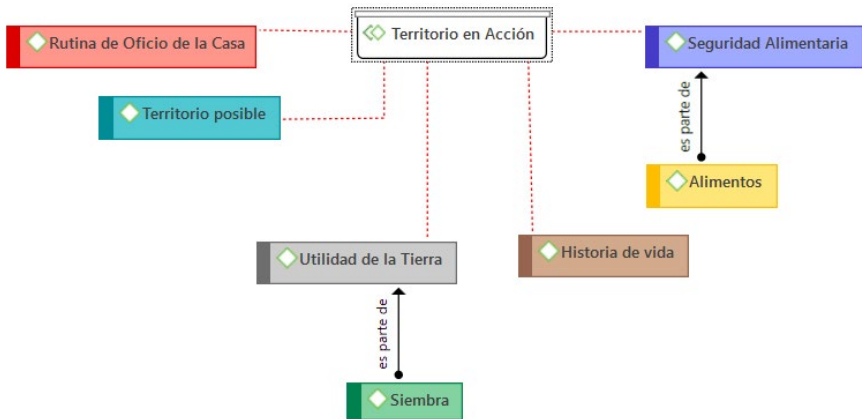 Territorio en Acción
Rutina de Oficio de la Casa
Seguridad Alimentaria
Territorio posible
es parte de
Alimentos
Utilidad de la Tierra
Historia de vida
es parte de
Siembra